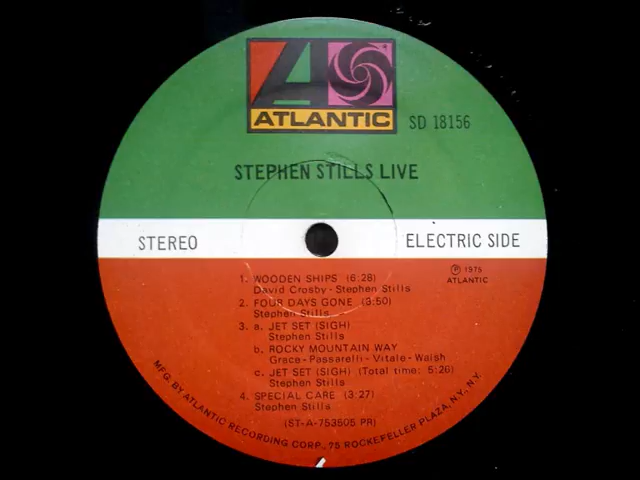 ATLANTIC
SD 18156
STEPHEN STILLS LIVE
STEREO
ELECTRIC SIDE
1. WOODEN SHIPS (6:28)
David Crosby - Stephen Stills
℗ 1975
ATLANTIC
2. FOUR DAYS GONE (3:50)
Stephen Stills
3. a. JET SET (SIGH)
Stephen Stills
b. ROCKY MOUNTAIN WAY
Grace - Passarelli - Vitale - Walsh
c. JET SET (SIGH) (Total time: 5:26)
Stephen Stills
4. SPECIAL CARE (3:27)
Stephen Stills
(ST-A-753505 PR)
MFG. BY ATLANTIC RECORDING CORP., 75 ROCKEFELLER PLAZA, N.Y., N.Y.